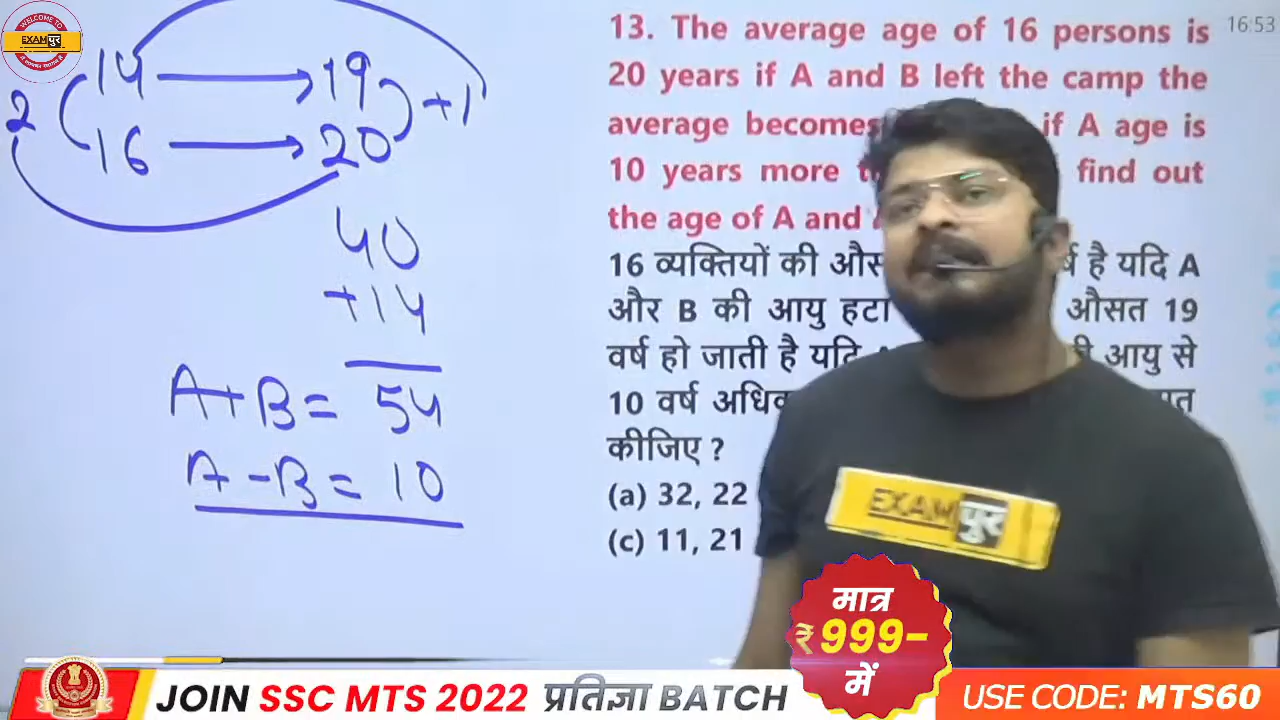 WELCOME TO
EXAMपुर
14 → 19
2
+1
16 → 20
40
+14
54
A+B= 54
A-B= 10
16:53
13. The average age of 16 persons is
20 years if A and B left the camp the
average becomes if A age is
10 years more find out
the age of A and
16 व्यक्तियों की है यदि A
और B की आयु हटा औसत 19
वर्ष हो जाती है यदि आयु से
10 वर्ष
कीजिए ?
(a) 32, 22
(c) 11, 21
EXAMपुर
मात्र
₹999-
में
JOIN SSC MTS 2022 प्रतिज्ञा BATCH
USE CODE: MTS60